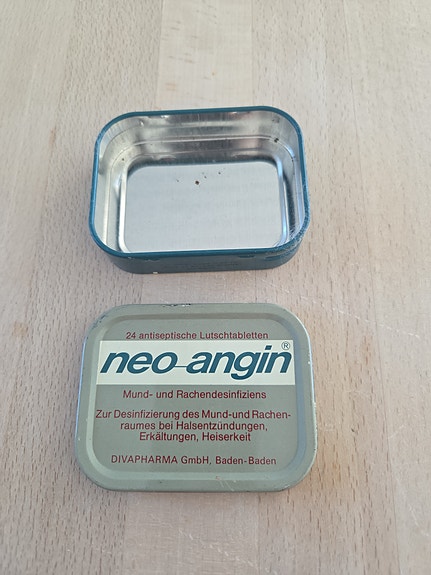 24 antiseptische Lutschtabletten
neo-angin®
Mund- und Rachendesinfiziens
Zur Desinfizierung des Mund-und Rachen-
raumes bei Halsentzündungen,
Erkältungen, Heiserkeit
DIVAPHARMA GmbH, Baden-Baden